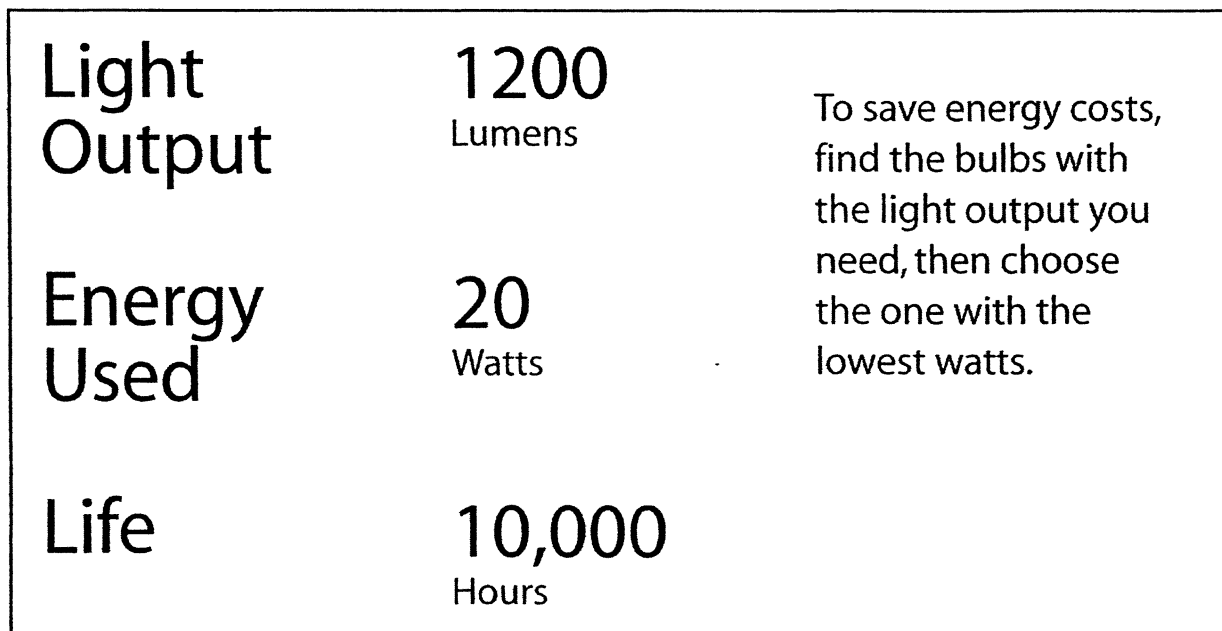 Light
Output
1200
Lumens
Energy
Used
20
Watts
Life
10,000
Hours
To save energy costs,
find the bulbs with
the light output you
need, then choose
the one with the
lowest watts.